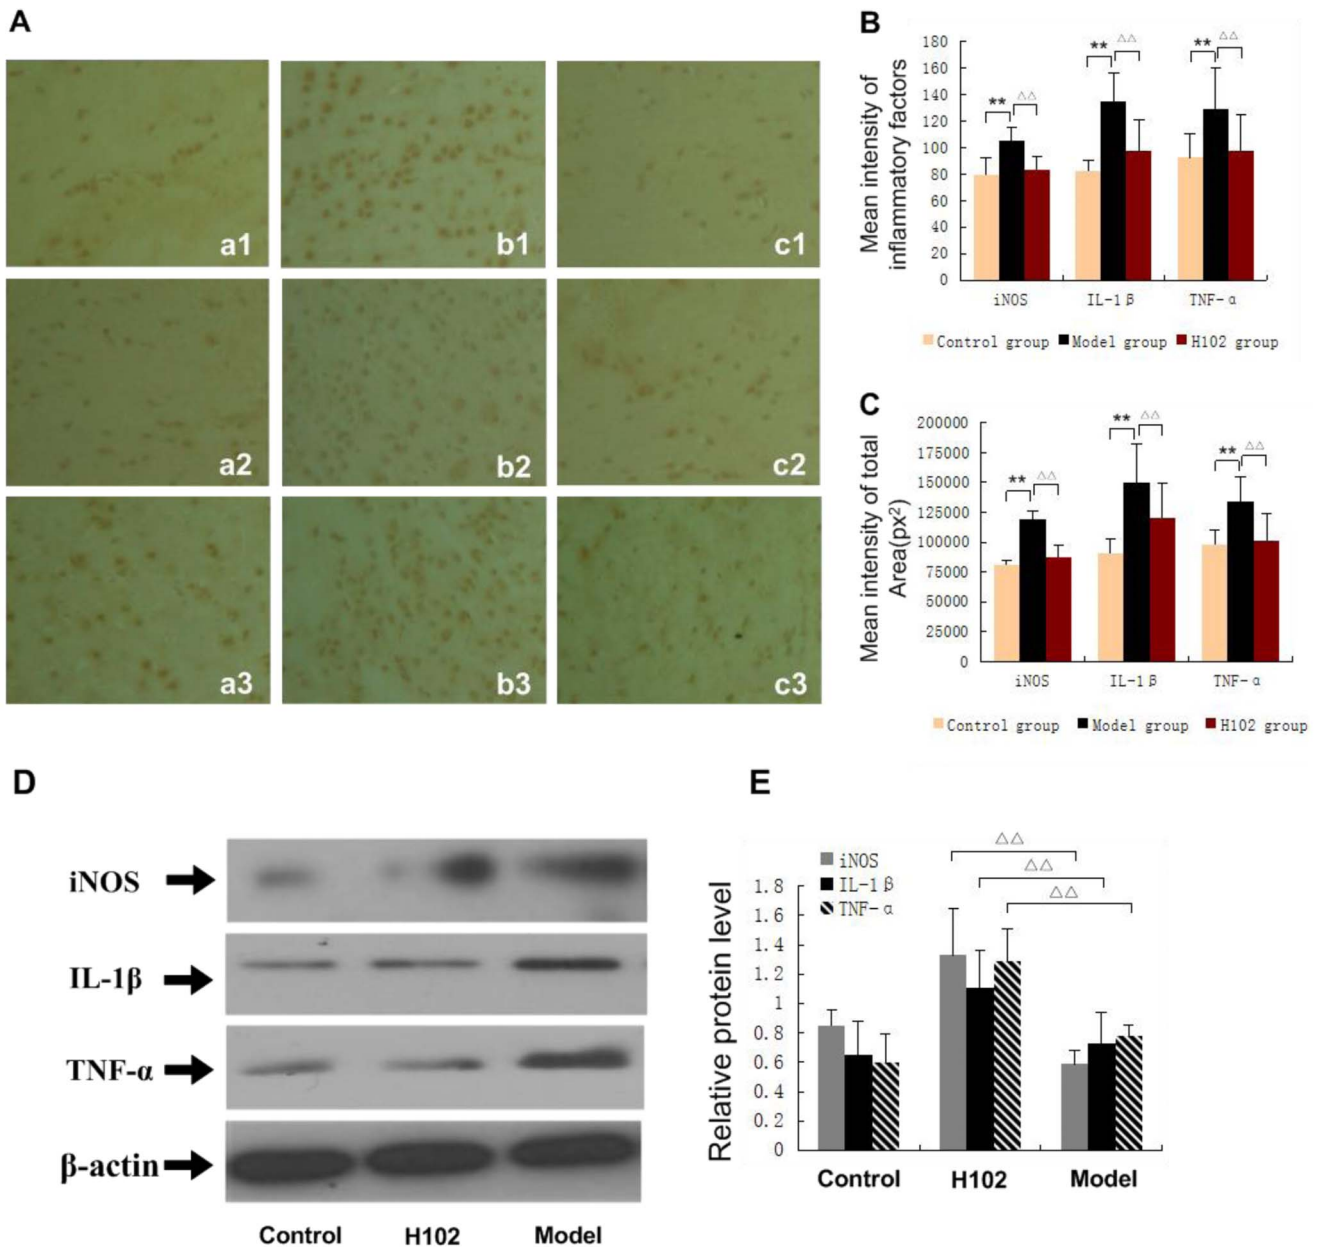 A
a1
b1
c1
a2
b2
c2
a3
b3
c3
B
Mean intensity of
inflammatory factors
180
160
140
120
100
80
60
40
20
0
** △△
** △△
** △△
iNOS IL-1β TNF-α
Control group Model group H102 group
C
Mean intensity of total
Area(px²)
200000
175000
150000
125000
100000
75000
50000
25000
0
** △△
** △△
** △△
iNOS IL-1β TNF-α
Control group Model group H102 group
D
iNOS
IL-1β
TNF-α
β-actin
Control H102 Model
E
Relative protein level
iNOS
IL-1β
TNF-α
△△
△△
△△
1.8
1.6
1.4
1.2
1
0.8
0.6
0.4
0.2
0
Control H102 Model